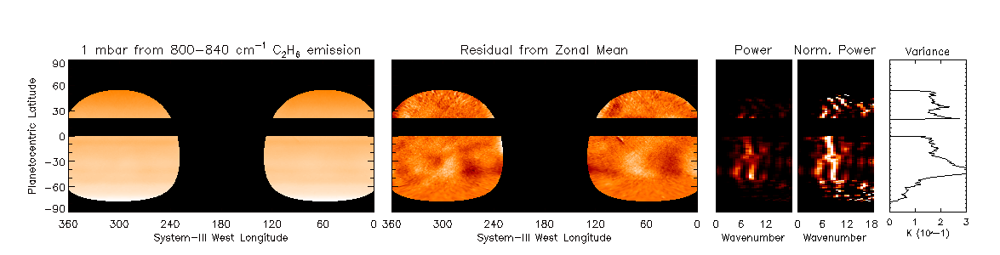 1 mbar from 800−840 cm⁻¹ C₂H₆ emission
Residual from Zonal Mean
Power
Norm. Power
Variance
Planetocentric Latitude
90
60
30
0
−30
−60
−90
360 300 240 180 120 60 0
System−III West Longitude
360 300 240 180 120 60 0
System−III West Longitude
0 6 12
Wavenumber
0 6 12 18
Wavenumber
0 1 2 3
K (10^−1)